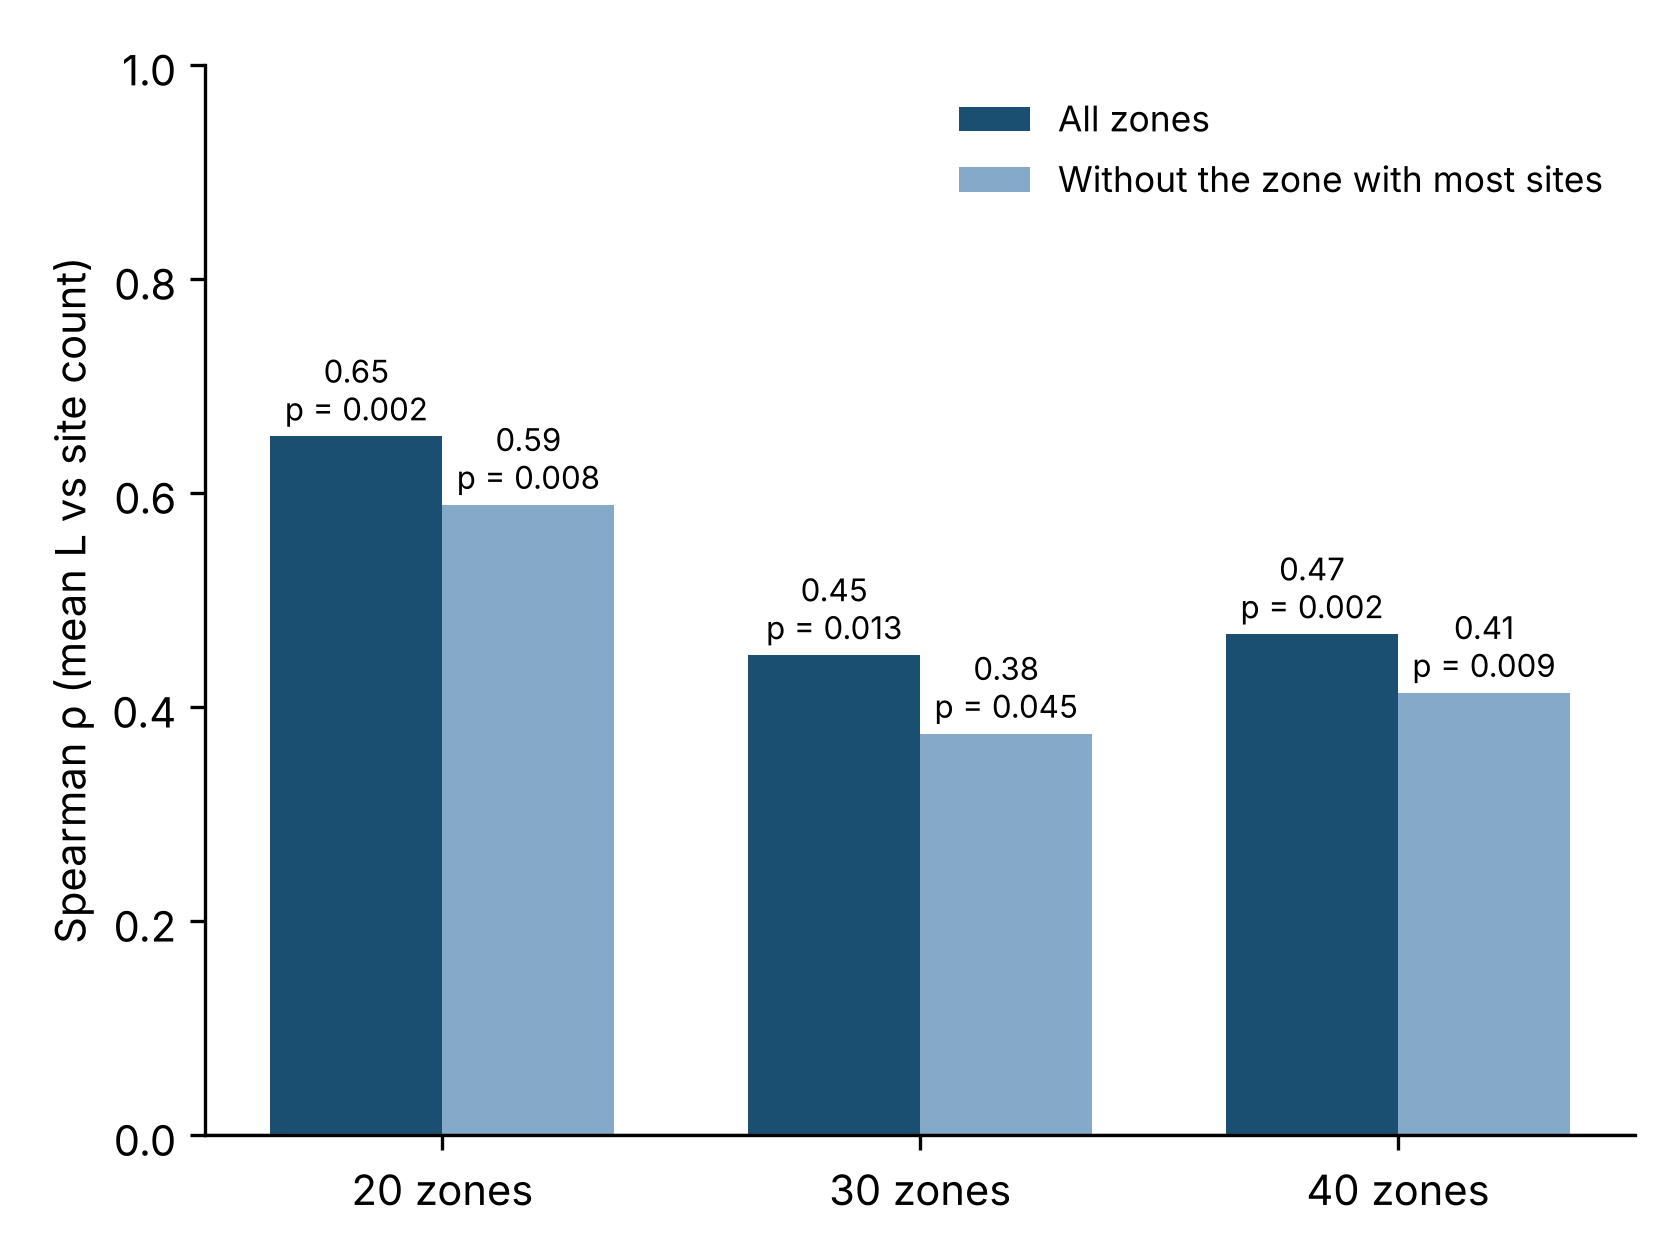 1.0
0.8
0.6
0.4
0.2
0.0
Spearman ρ (mean L vs site count)
All zones
Without the zone with most sites
0.65
p = 0.002
0.59
p = 0.008
0.45
p = 0.013
0.38
p = 0.045
0.47
p = 0.002
0.41
p = 0.009
20 zones
30 zones
40 zones